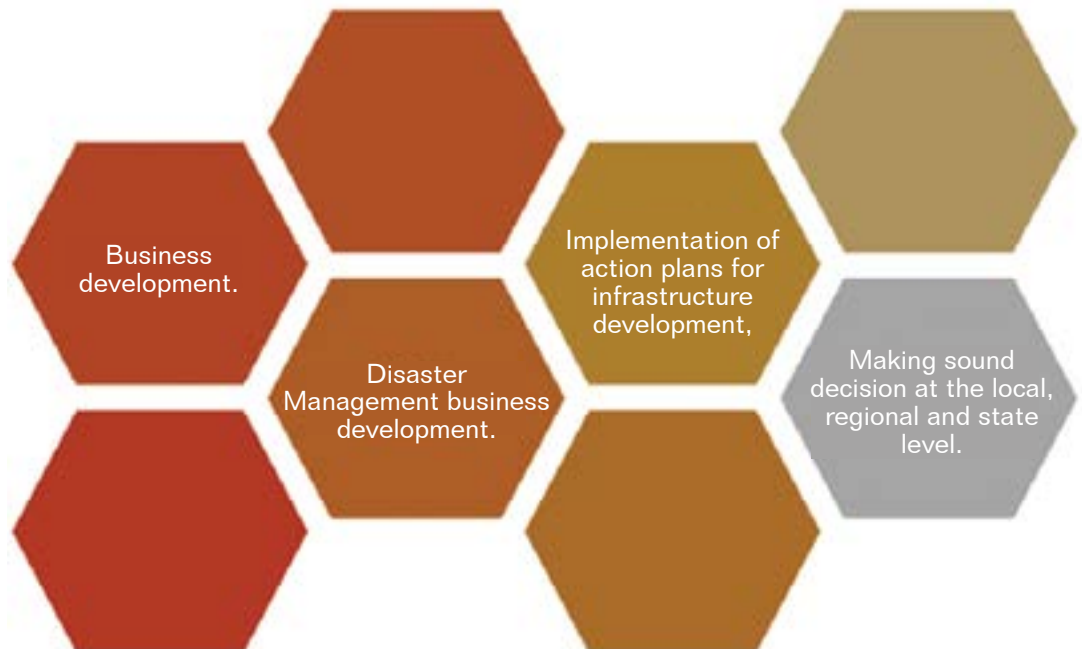 Business
development.
Disaster
Management business
development.
Implementation of
action plans for
infrastructure
development,
Making sound
decision at the local,
regional and state
level.